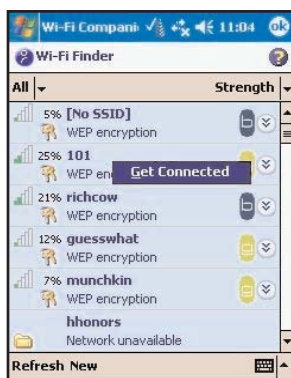 Wi-Fi Compani 11:04 ok
Wi-Fi Finder ?
All Strength
5% [No SSID]
WEP encryption
25% 101
WEP en
Get Connected
21% richcow
WEP encryption
12% guesswhat
WEP encryption
7% munchkin
WEP encryption
hhonors
Network unavailable
Refresh New